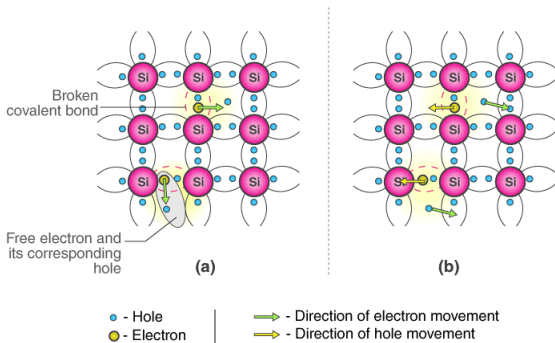 Si Si Si Si Si Si
Broken
covalent bond
Si Si Si Si Si Si
Si Si Si Si Si Si
Free electron and
its corresponding
hole
(a) (b)
- Hole
- Electron
- Direction of electron movement
- Direction of hole movement